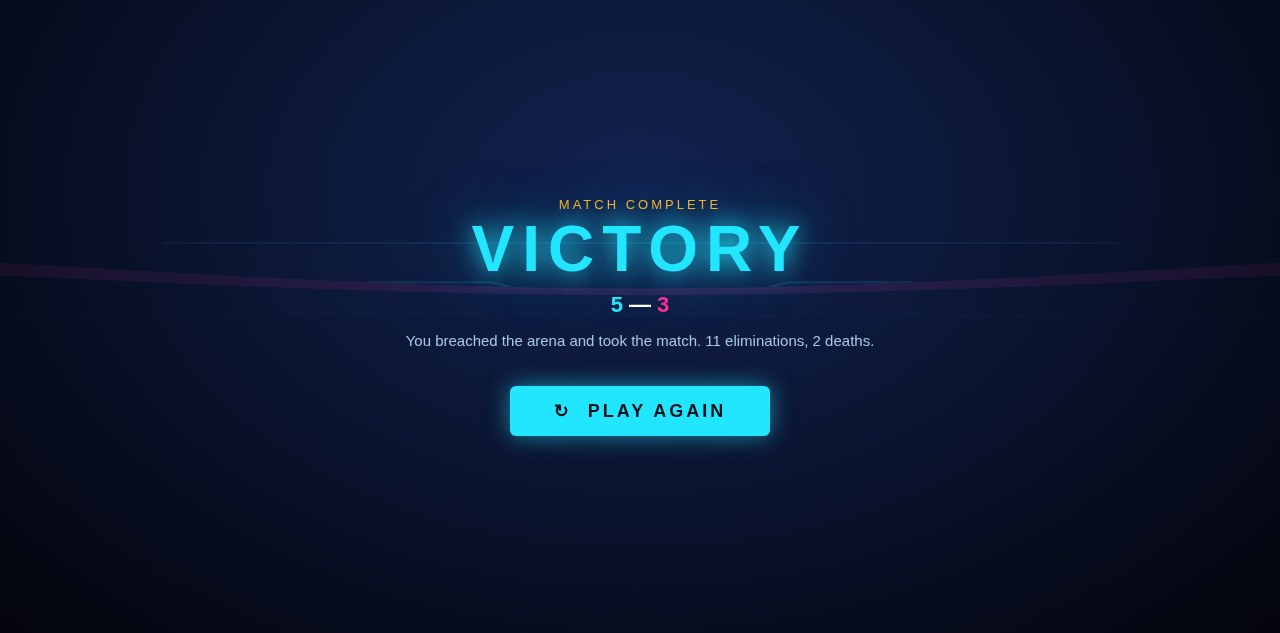 MATCH COMPLETE
VICTORY
5 — 3
You breached the arena and took the match. 11 eliminations, 2 deaths.
↻ PLAY AGAIN